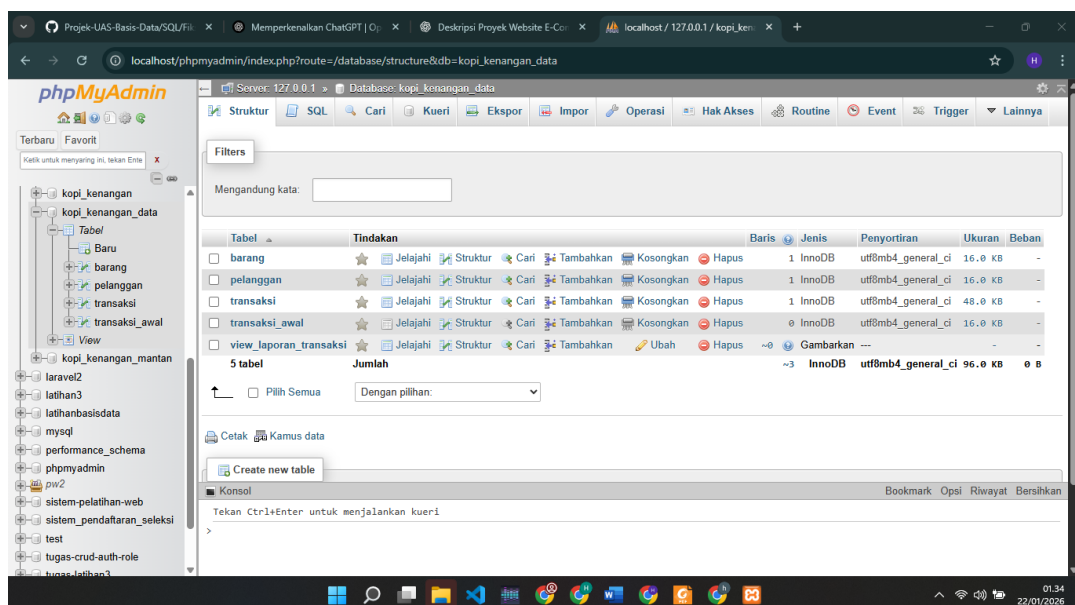 Projek-UAS-Basis-Data/SQL/Fik
Memperkenalkan ChatGPT | Op
Deskripsi Proyek Website E-Com
localhost / 127.0.0.1 / kopi_kena
localhost/phpmyadmin/index.php?route=/database/structure&db=kopi_kenangan_data
H
phpMyAdmin
Terbaru Favorit
Ketik untuk menyaring ini, tekan Ente X
kopi_kenangan
kopi_kenangan_data
Tabel
Baru
barang
pelanggan
transaksi
transaksi_awal
View
kopi_kenangan_mantan
laravel2
latihan3
latihanbasisdata
mysql
performance_schema
phpmyadmin
pw2
sistem-pelatihan-web
sistem_pendaftaran_seleksi
test
tugas-crud-auth-role
tugas-latihan3
Server: 127.0.0.1 » Database: kopi_kenangan_data
Struktur SQL Cari Kueri Ekspor Impor Operasi Hak Akses Routine Event Trigger Lainnya
Filters
Mengandung kata:
Tabel Tindakan Baris Jenis Penyortiran Ukuran Beban
barang Jelajahi Struktur Cari Tambahkan Kosongkan Hapus 1 InnoDB utf8mb4_general_ci 16.0 KB -
pelanggan Jelajahi Struktur Cari Tambahkan Kosongkan Hapus 1 InnoDB utf8mb4_general_ci 16.0 KB -
transaksi Jelajahi Struktur Cari Tambahkan Kosongkan Hapus 1 InnoDB utf8mb4_general_ci 48.0 KB -
transaksi_awal Jelajahi Struktur Cari Tambahkan Kosongkan Hapus 0 InnoDB utf8mb4_general_ci 16.0 KB -
view_laporan_transaksi Jelajahi Struktur Cari Tambahkan Ubah Hapus ~0 Gambarkan --- - -
5 tabel Jumlah ~3 InnoDB utf8mb4_general_ci 96.0 KB 0 B
Pilih Semua Dengan pilihan:
Cetak Kamus data
Create new table
Konsol Bookmark Opsi Riwayat Bersihkan
Tekan Ctrl+Enter untuk menjalankan kueri
>
01.34
22/01/2026